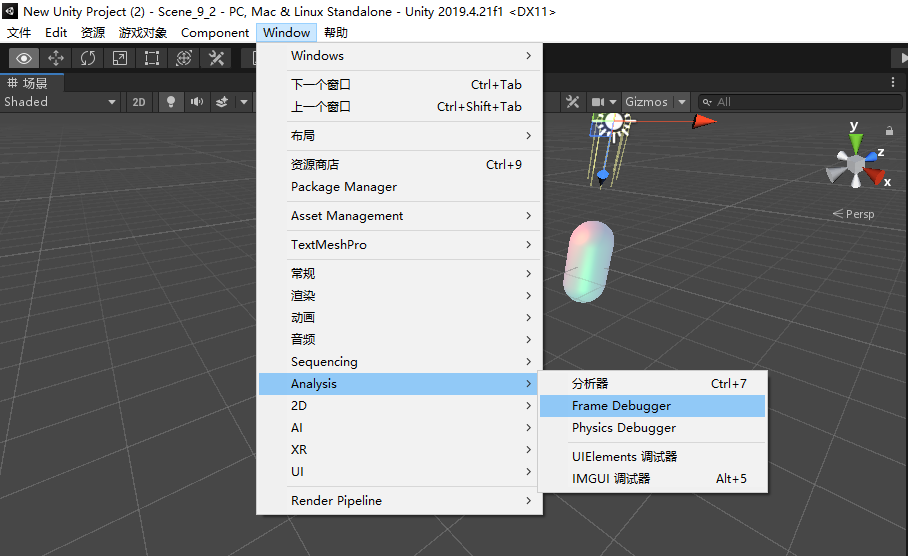 New Unity Project (2) - Scene_9_2 - PC, Mac & Linux Standalone - Unity 2019.4.21f1 <DX11>
文件 Edit 资源 游戏对象 Component Window 帮助
场景
Shaded 2D Gizmos All
Windows
下一个窗口 Ctrl+Tab
上一个窗口 Ctrl+Shift+Tab
布局
资源商店 Ctrl+9
Package Manager
Asset Management
TextMeshPro
常规
渲染
动画
音频
Sequencing
Analysis
2D
AI
XR
UI
Render Pipeline
分析器 Ctrl+7
Frame Debugger
Physics Debugger
UIElements 调试器
IMGUI 调试器 Alt+5
y
z
x
Persp